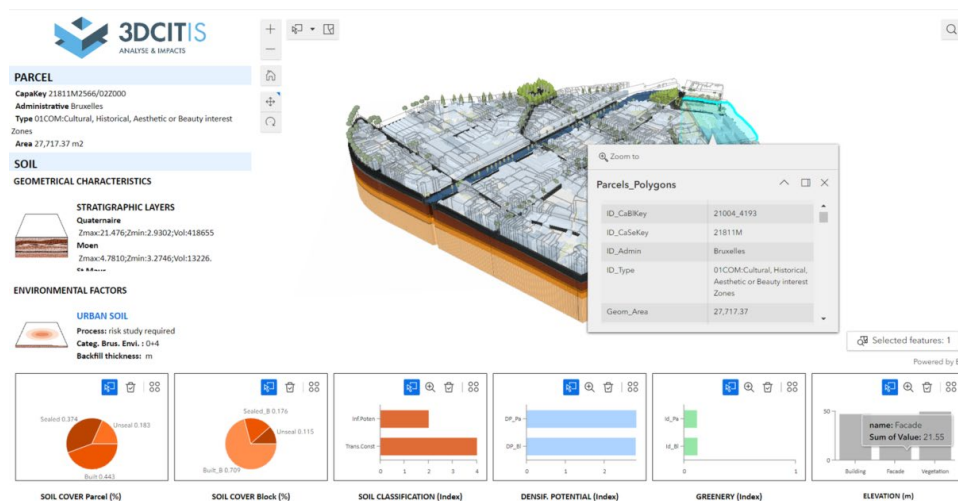 3DCITIS
ANALYSE & IMPACTS
PARCEL
CapaKey 21811M2566/02Z000
Administrative Bruxelles
Type 01COM:Cultural, Historical, Aesthetic or Beauty interest
Zones
Area 27,717.37 m2
SOIL
GEOMETRICAL CHARACTERISTICS
STRATIGRAPHIC LAYERS
Quaternaire
Zmax:21.476;Zmin:2.9302;Vol:418655
Moen
Zmax:4.7810;Zmin:3.2746;Vol:13226.
ENVIRONMENTAL FACTORS
URBAN SOIL
Process: risk study required
Categ. Brus. Envi. : 0+4
Backfill thickness: m
Zoom to
Parcels_Polygons
ID_CaBlKey 21004_4193
ID_CaSeKey 21811M
ID_Admin Bruxelles
ID_Type 01COM:Cultural, Historical,
Aesthetic or Beauty interest
Zones
Geom_Area 27,717.37
Selected features: 1
Powered by E
Sealed 0.374
Unseal 0.183
Built 0.443
SOIL COVER Parcel (%)
Sealed_B 0.176
Unseal 0.115
Built_B 0.709
SOIL COVER Block (%)
Inf.Poten
Trans.Const
0 1 2 3 4
SOIL CLASSIFICATION (Index)
DP_Pa
DP_Bl
0 1 2
DENSIF. POTENTIAL (Index)
Id_Pa
Id_Bl
0 1
GREENERY (Index)
50
0
name: Facade
Sum of Value: 21.55
Building Facade Vegetation
ELEVATION (m)